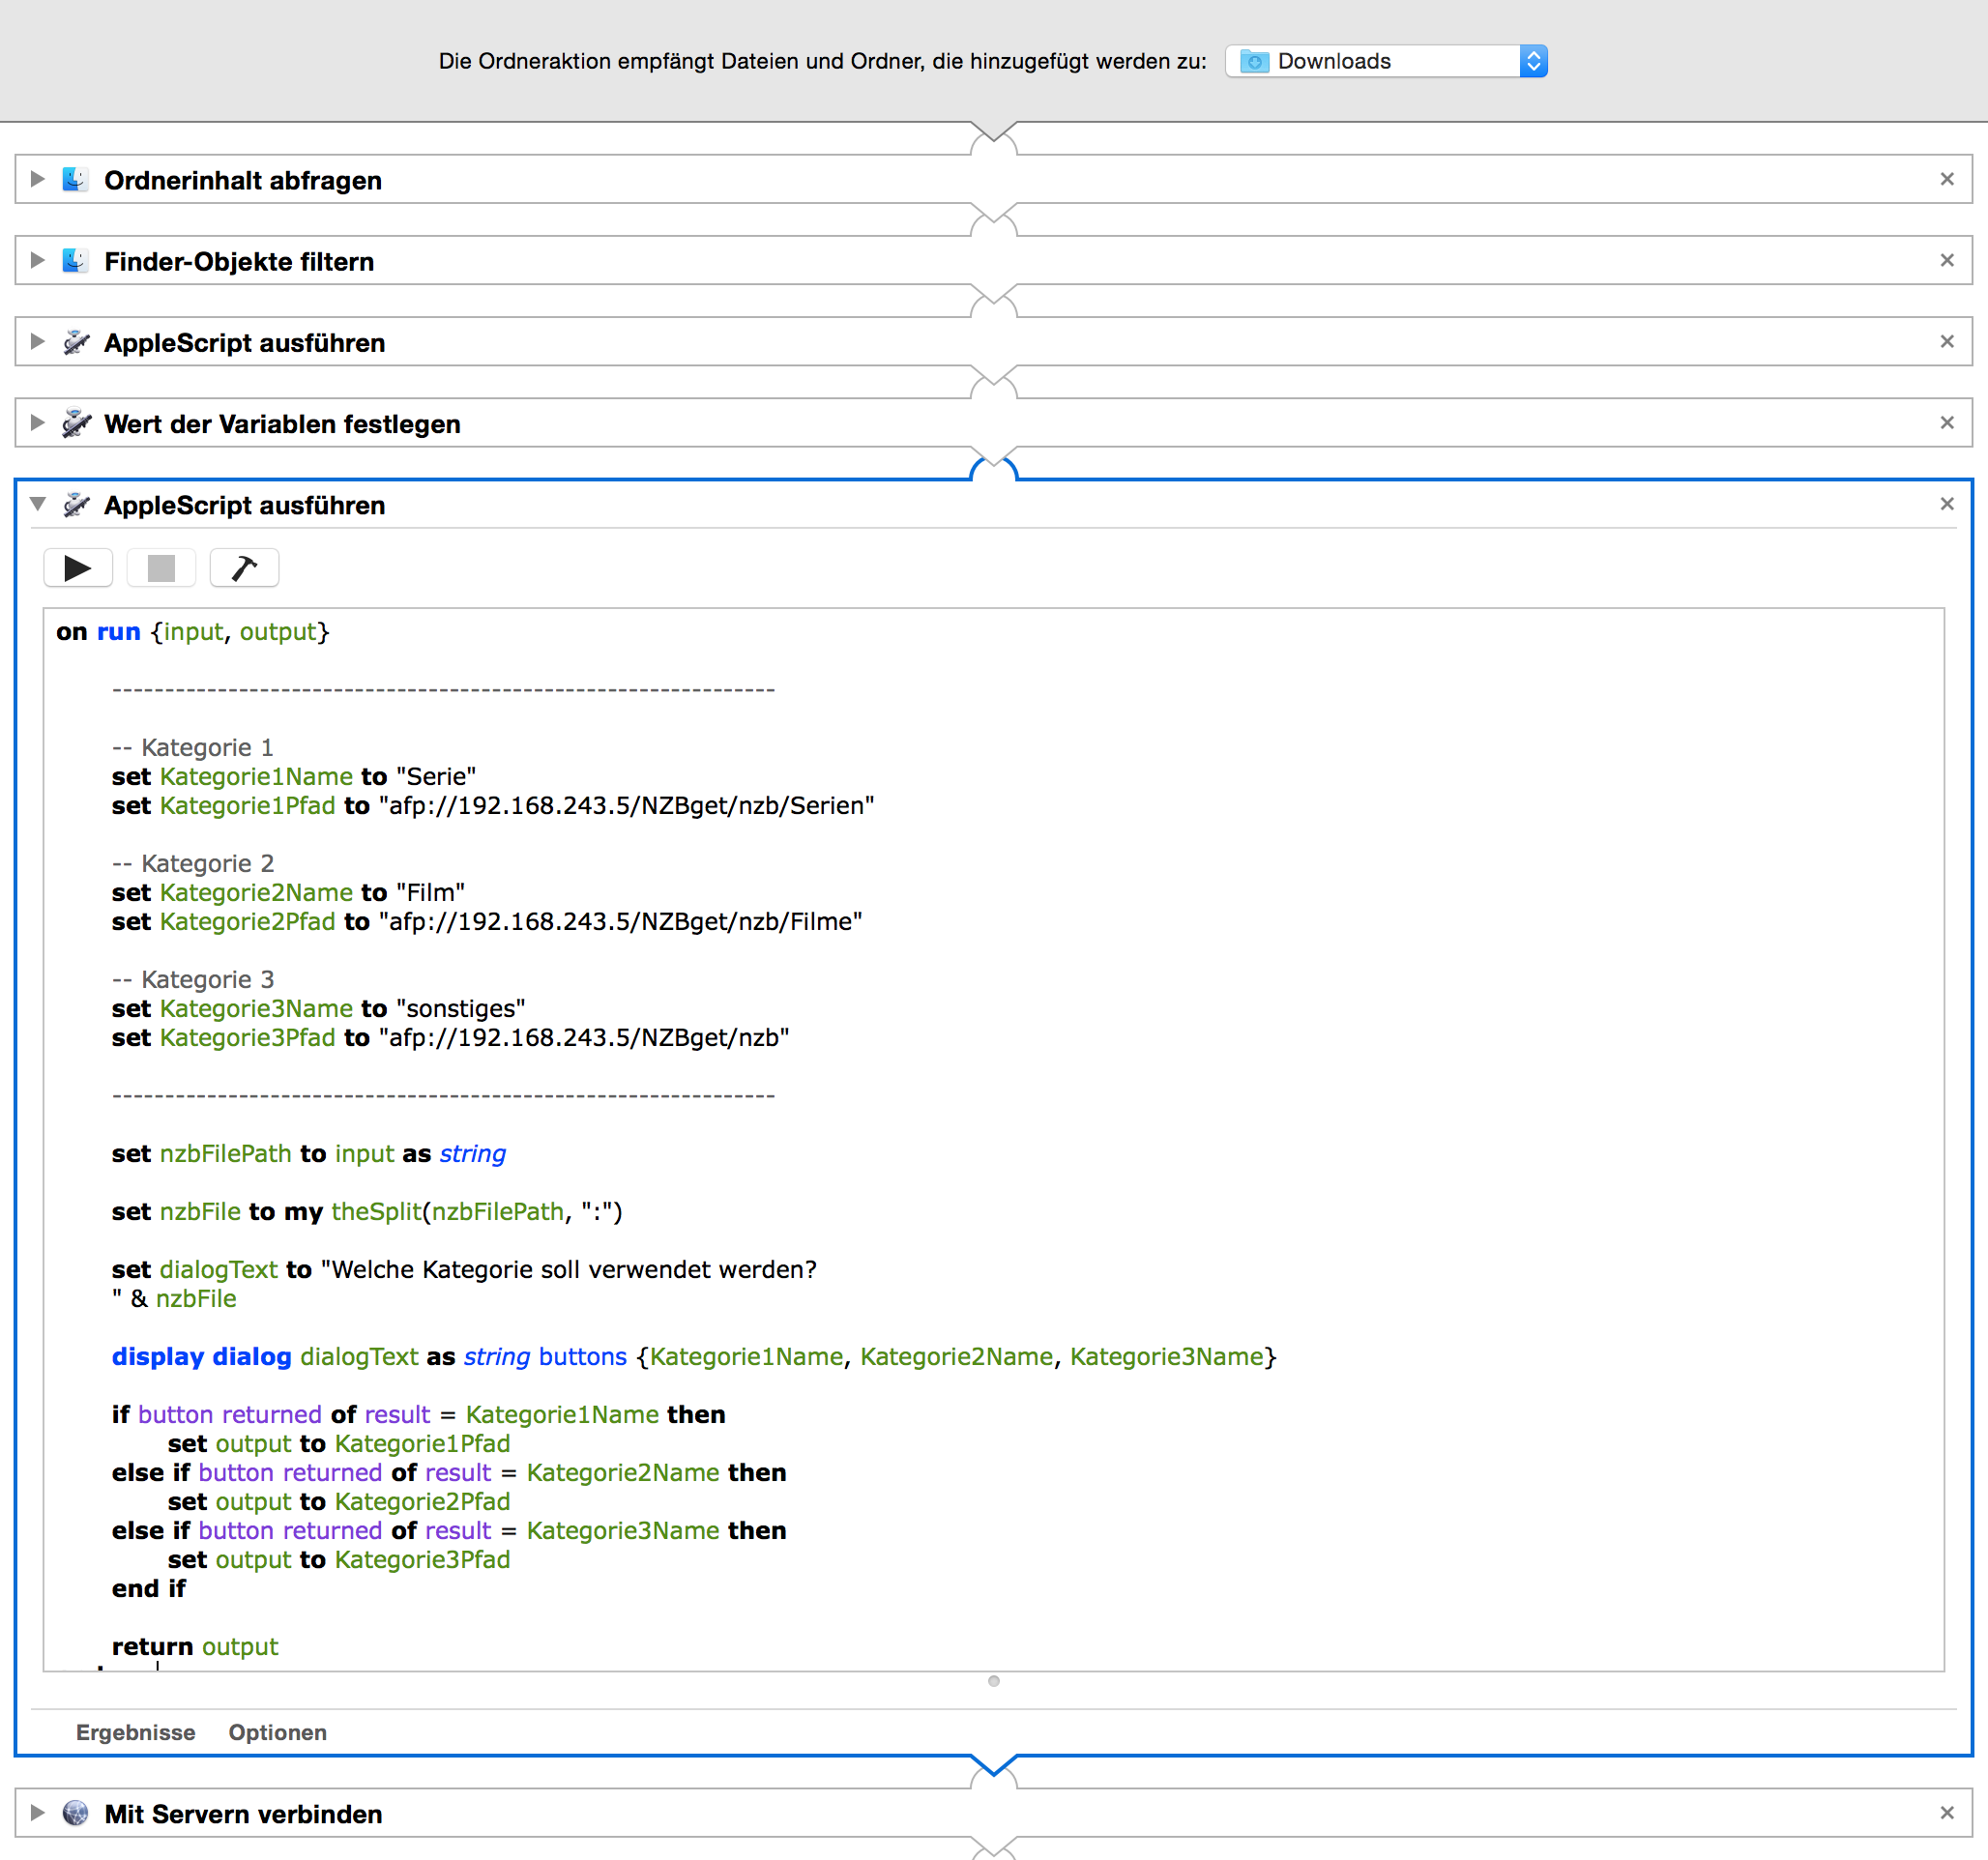 Die Ordneraktion empfängt Dateien und Ordner, die hinzugefügt werden zu: Downloads
Ordnerinhalt abfragen
Finder-Objekte filtern
AppleScript ausführen
Wert der Variablen festlegen
AppleScript ausführen
on run {input, output}
---------------------------------------------------------------
-- Kategorie 1
set Kategorie1Name to "Serie"
set Kategorie1Pfad to "afp://192.168.243.5/NZBget/nzb/Serien"
-- Kategorie 2
set Kategorie2Name to "Film"
set Kategorie2Pfad to "afp://192.168.243.5/NZBget/nzb/Filme"
-- Kategorie 3
set Kategorie3Name to "sonstiges"
set Kategorie3Pfad to "afp://192.168.243.5/NZBget/nzb"
---------------------------------------------------------------
set nzbFilePath to input as string
set nzbFile to my theSplit(nzbFilePath, ":")
set dialogText to "Welche Kategorie soll verwendet werden?
" & nzbFile
display dialog dialogText as string buttons {Kategorie1Name, Kategorie2Name, Kategorie3Name}
if button returned of result = Kategorie1Name then
set output to Kategorie1Pfad
else if button returned of result = Kategorie2Name then
set output to Kategorie2Pfad
else if button returned of result = Kategorie3Name then
set output to Kategorie3Pfad
end if
return output
Ergebnisse Optionen
Mit Servern verbinden